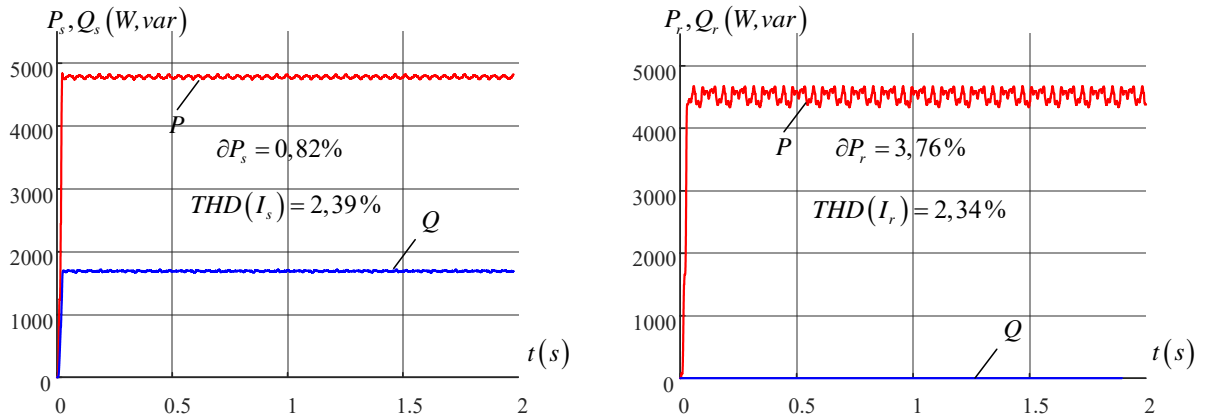 P_s, Q_s (W, var)
5000
4000
3000
2000
1000
0
P
∂P_s = 0,82%
THD(I_s) = 2,39%
Q
t(s)
0 0.5 1 1.5 2
P_r, Q_r (W, var)
5000
4000
3000
2000
1000
0
P
∂P_r = 3,76%
THD(I_r) = 2,34%
Q
t(s)
0 0.5 1 1.5 2